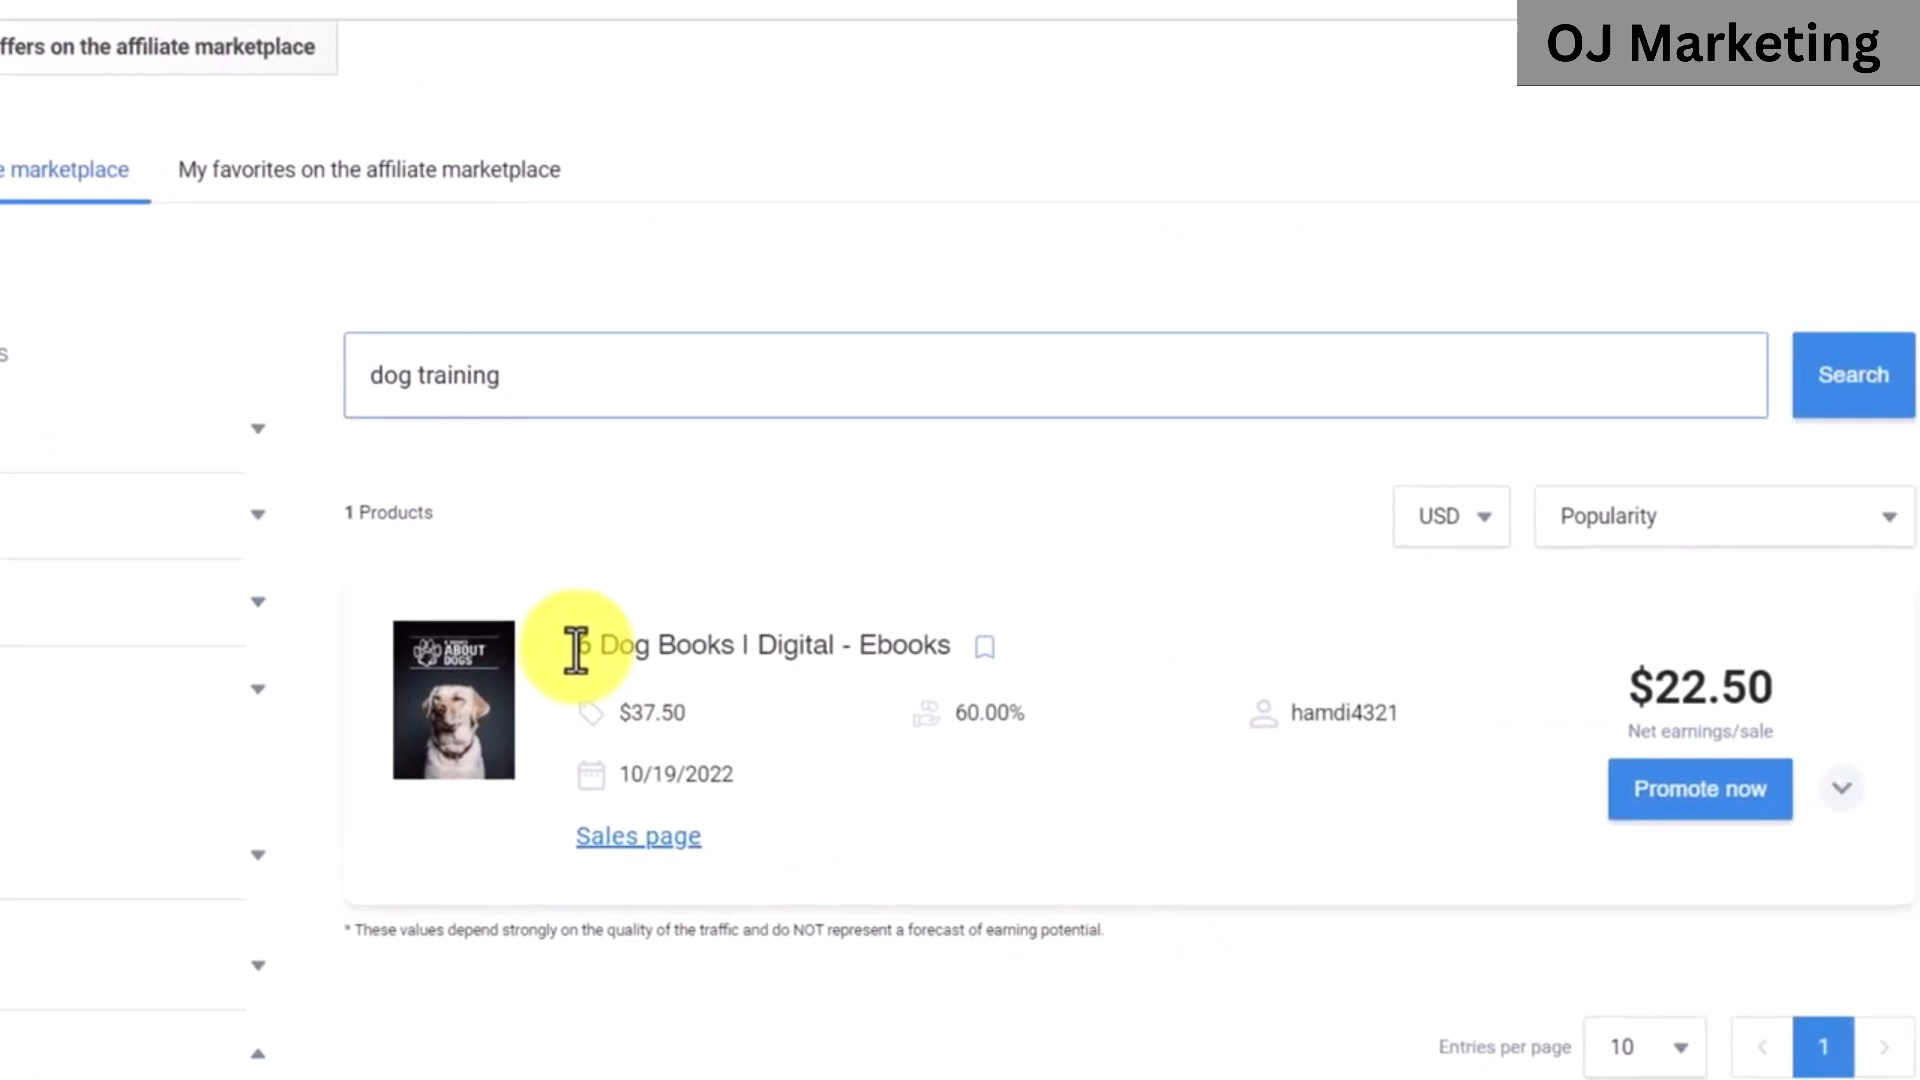 ffers on the affiliate marketplace
OJ Marketing
e marketplace
My favorites on the affiliate marketplace
s
dog training
Search
1 Products
USD
Popularity
ABOUT
DOGS
Dog Books I Digital - Ebooks
$37.50
60.00%
hamdi4321
$22.50
Net earnings/sale
10/19/2022
Promote now
Sales page
* These values depend strongly on the quality of the traffic and do NOT represent a forecast of earning potential.
Entries per page
10
1